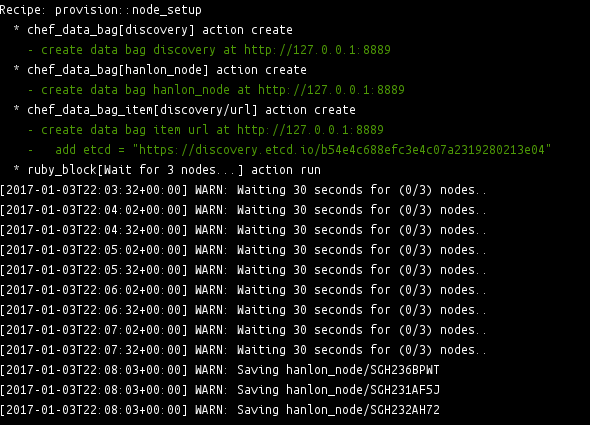 Recipe: provision::node_setup
* chef_data_bag[discovery] action create
- create data bag discovery at http://127.0.0.1:8889
* chef_data_bag[hanlon_node] action create
- create data bag hanlon_node at http://127.0.0.1:8889
* chef_data_bag_item[discovery/url] action create
- create data bag item url at http://127.0.0.1:8889
-   add etcd = "https://discovery.etcd.io/b54e4c688efc3e4c07a2319280213e04"
* ruby_block[Wait for 3 nodes...] action run
[2017-01-03T22:03:32+00:00] WARN: Waiting 30 seconds for (0/3) nodes..
[2017-01-03T22:04:02+00:00] WARN: Waiting 30 seconds for (0/3) nodes..
[2017-01-03T22:04:32+00:00] WARN: Waiting 30 seconds for (0/3) nodes..
[2017-01-03T22:05:02+00:00] WARN: Waiting 30 seconds for (0/3) nodes..
[2017-01-03T22:05:32+00:00] WARN: Waiting 30 seconds for (0/3) nodes..
[2017-01-03T22:06:02+00:00] WARN: Waiting 30 seconds for (0/3) nodes..
[2017-01-03T22:06:32+00:00] WARN: Waiting 30 seconds for (0/3) nodes..
[2017-01-03T22:07:02+00:00] WARN: Waiting 30 seconds for (0/3) nodes..
[2017-01-03T22:07:32+00:00] WARN: Waiting 30 seconds for (0/3) nodes..
[2017-01-03T22:08:03+00:00] WARN: Saving hanlon_node/SGH236BPWT
[2017-01-03T22:08:03+00:00] WARN: Saving hanlon_node/SGH231AF5J
[2017-01-03T22:08:03+00:00] WARN: Saving hanlon_node/SGH232AH72